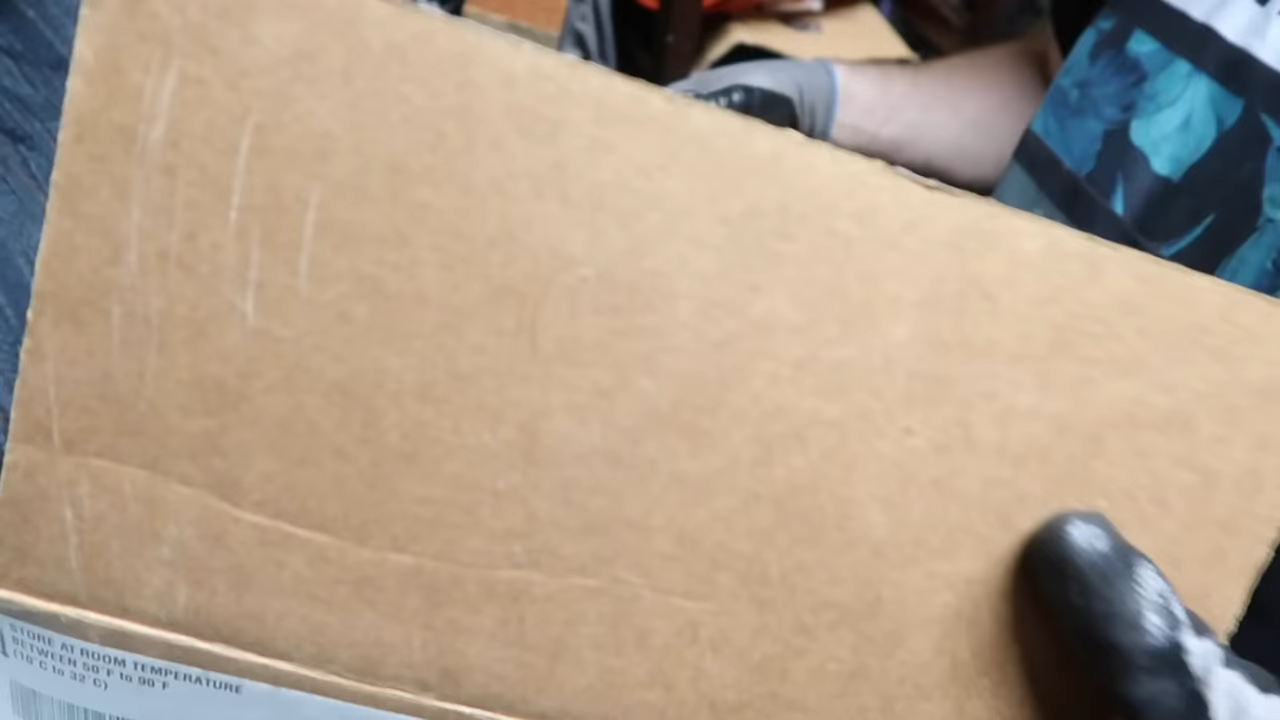 STORE AT ROOM TEMPERATURE
BETWEEN 50°F to 90°F
(10°C to 32°C)